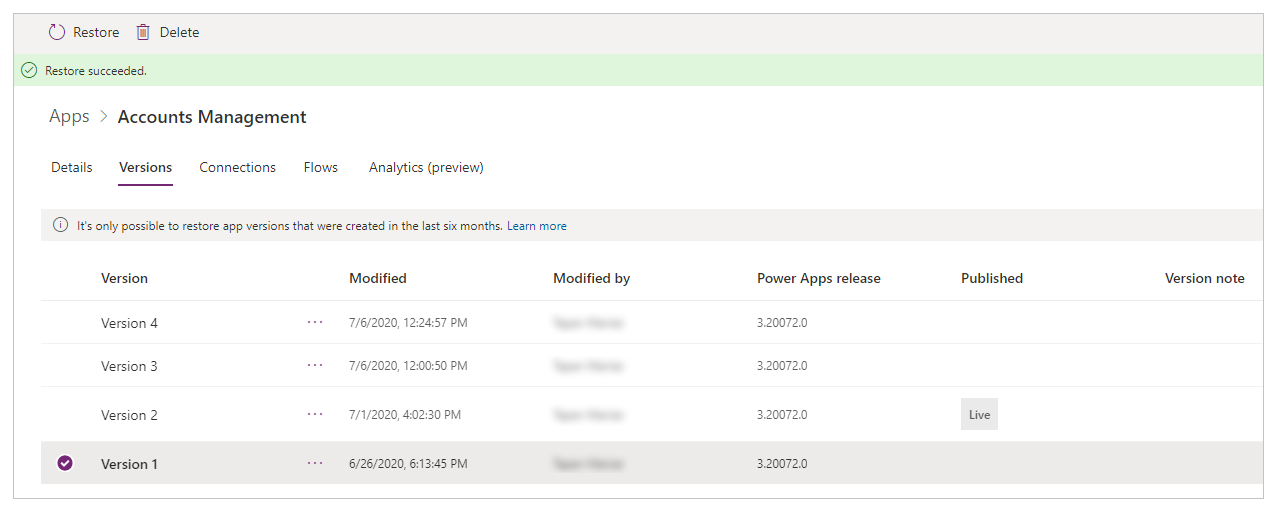 Restore Delete
Restore succeeded.
Apps > Accounts Management
Details Versions Connections Flows Analytics (preview)
It's only possible to restore app versions that were created in the last six months. Learn more
Version Modified Modified by Power Apps release Published Version note
Version 4 ... 7/6/2020, 12:24:57 PM 3.20072.0
Version 3 ... 7/6/2020, 12:00:50 PM 3.20072.0
Version 2 ... 7/1/2020, 4:02:30 PM 3.20072.0 Live
Version 1 ... 6/26/2020, 6:13:45 PM 3.20072.0